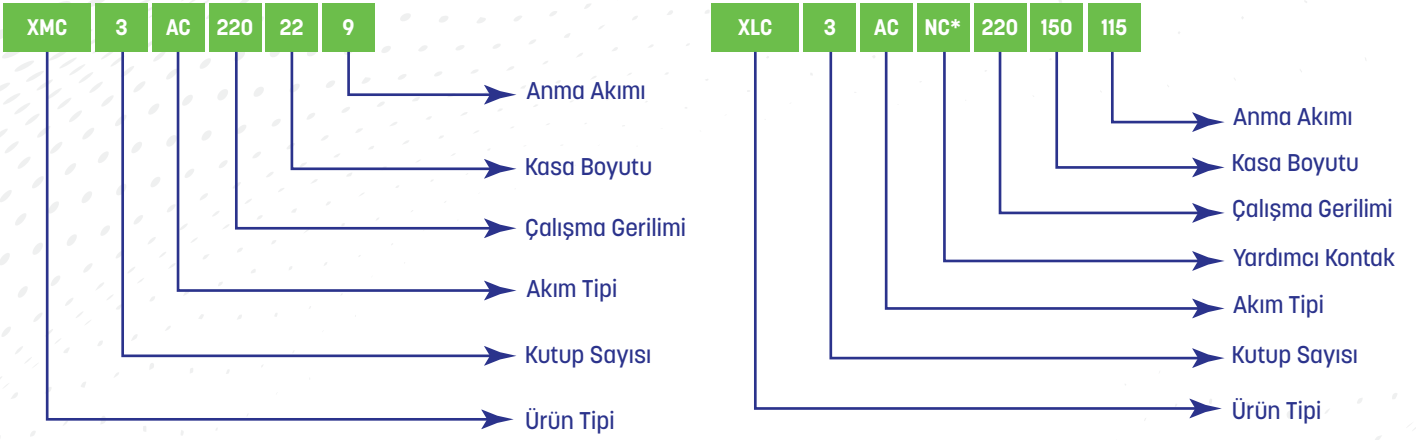 XMC 3 AC 220 22 9
Anma Akımı
Kasa Boyutu
Çalışma Gerilimi
Akım Tipi
Kutup Sayısı
Ürün Tipi
XLC 3 AC NC* 220 150 115
Anma Akımı
Kasa Boyutu
Çalışma Gerilimi
Yardımcı Kontak
Akım Tipi
Kutup Sayısı
Ürün Tipi